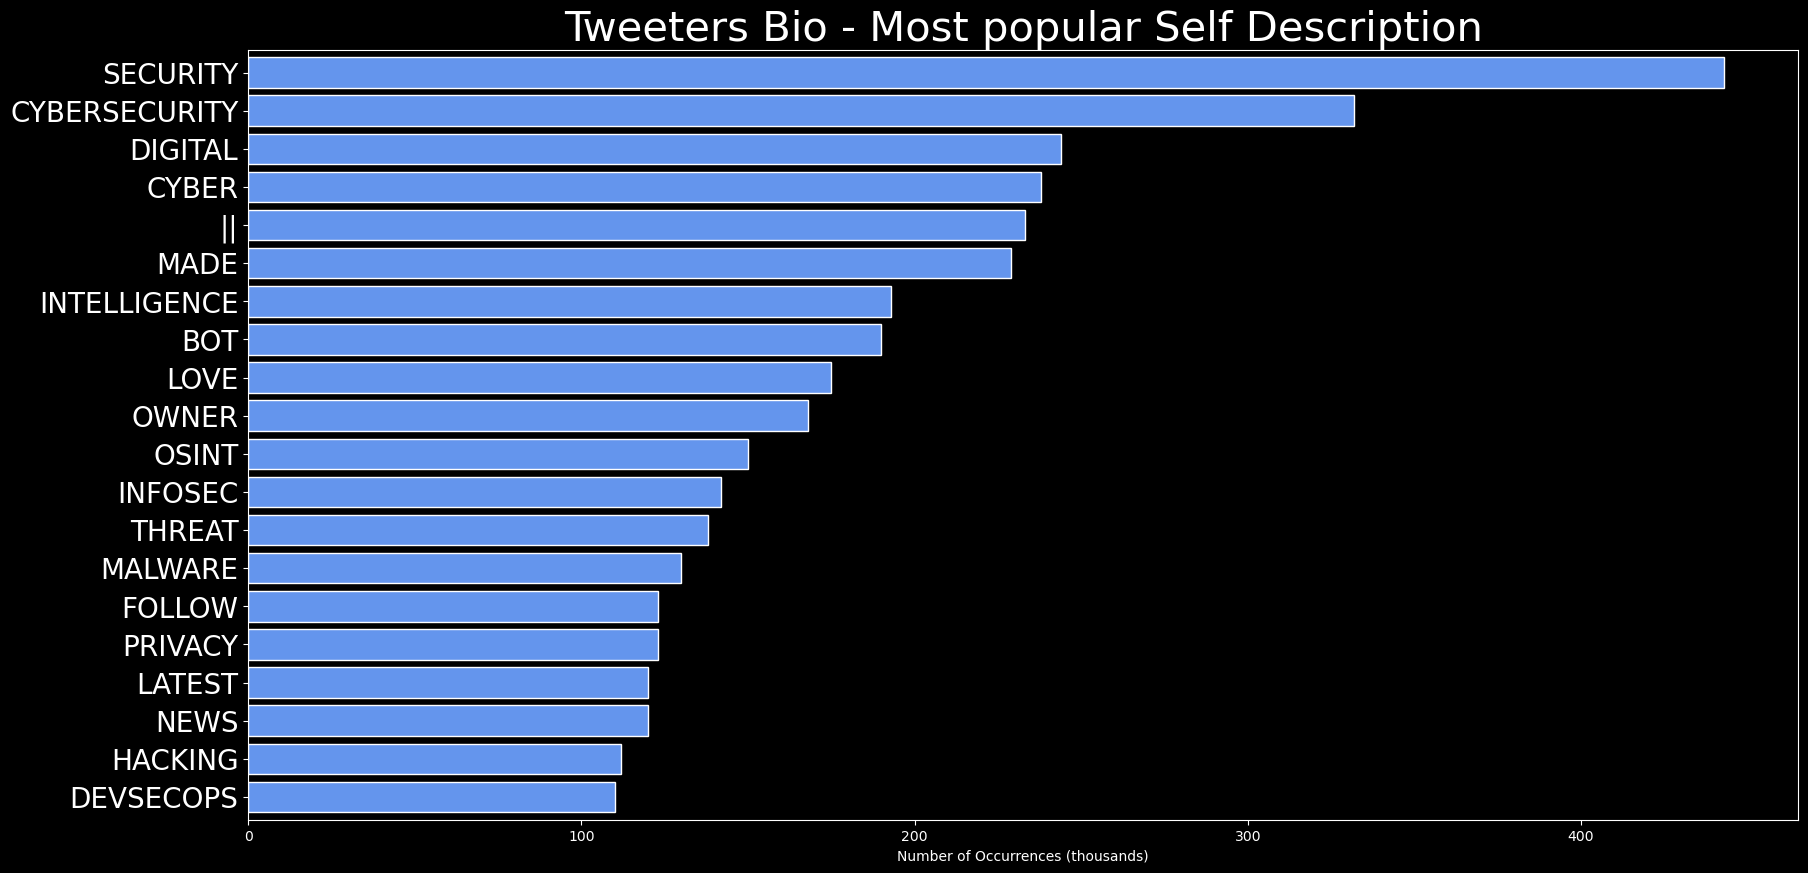 Tweeters Bio - Most popular Self Description
SECURITY
CYBERSECURITY
DIGITAL
CYBER
||
MADE
INTELLIGENCE
BOT
LOVE
OWNER
OSINT
INFOSEC
THREAT
MALWARE
FOLLOW
PRIVACY
LATEST
NEWS
HACKING
DEVSECOPS
0 100 200 300 400
Number of Occurrences (thousands)